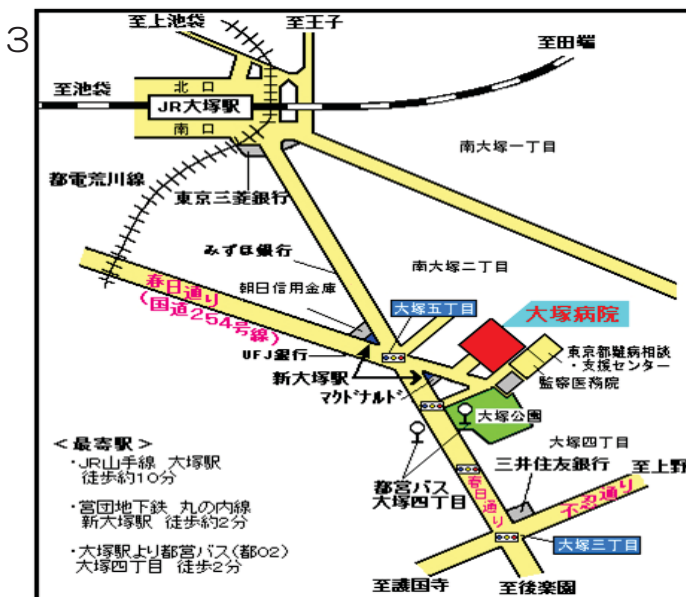 3
至上池袋
至王子
至田端
至池袋
北口
JR大塚駅
南口
南大塚一丁目
都電荒川線
東京三菱銀行
みずほ銀行
南大塚二丁目
春日通り
(国道254号線)
朝日信用金庫
大塚五丁目
大塚病院
UFJ銀行
東京都難病相談
・支援センター
新大塚駅
監察医務院
マクドナルド
大塚公園
<最寄駅>
・JR山手線 大塚駅
徒歩約10分
大塚四丁目
三井住友銀行
至上野
都営バス
大塚四丁目
春日通り
不忍通り
・営団地下鉄 丸の内線
新大塚駅 徒歩約2分
・大塚駅より都営バス(都02)
大塚四丁目 徒歩2分
大塚三丁目
至護国寺
至後楽園